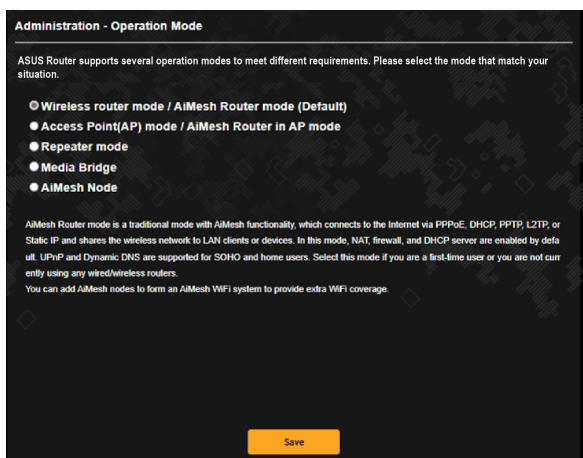 Administration - Operation Mode
ASUS Router supports several operation modes to meet different requirements. Please select the mode that match your
situation.
Wireless router mode / AiMesh Router mode (Default)
Access Point(AP) mode / AiMesh Router in AP mode
Repeater mode
Media Bridge
AiMesh Node
AiMesh Router mode is a traditional mode with AiMesh functionality, which connects to the Internet via PPPoE, DHCP, PPTP, L2TP, or
Static IP and shares the wireless network to LAN clients or devices. In this mode, NAT, firewall, and DHCP server are enabled by defa
ult. UPnP and Dynamic DNS are supported for SOHO and home users. Select this mode if you are a first-time user or you are not curr
ently using any wired/wireless routers.
You can add AiMesh nodes to form an AiMesh WiFi system to provide extra WiFi coverage.
Save